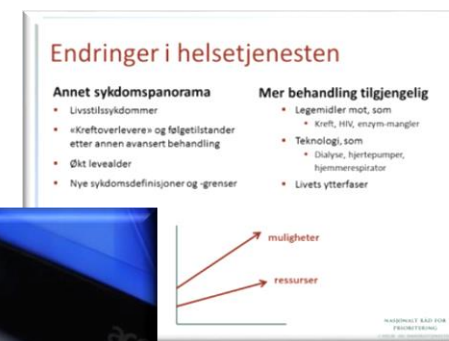 Endringer i helsetjenesten
Annet sykdomspanorama
• Livsstilssykdommer
• «Kreftoverlevere» og følgetilstander
etter annen avansert behandling
• Økt levealder
• Nye sykdomsdefinisjoner og -grenser
Mer behandling tilgjengelig
• Legemidler mot, som
• Kreft, HIV, enzym-mangler
• Teknologi, som
• Dialyse, hjertepumper,
hjemmerespirator
• Livets ytterfaser
muligheter
ressurser
NASJONALT RÅD FOR
PRIORITERING